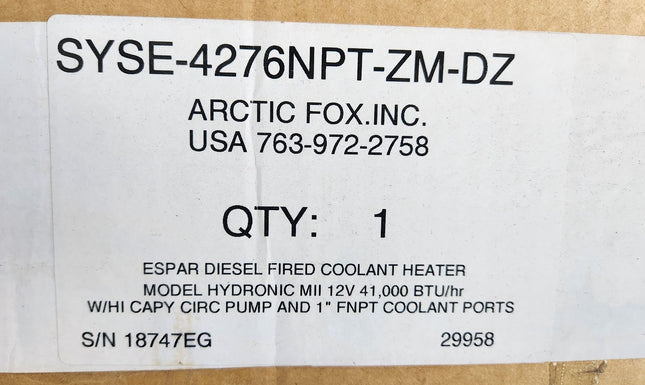 SYSE-4276NPT-ZM-DZ
ARCTIC FOX.INC.
USA 763-972-2758
QTY: 1
ESPAR DIESEL FIRED COOLANT HEATER
MODEL HYDRONIC MII 12V 41,000 BTU/hr
W/HI CAPY CIRC PUMP AND 1" FNPT COOLANT PORTS
S/N 18747EG 29958